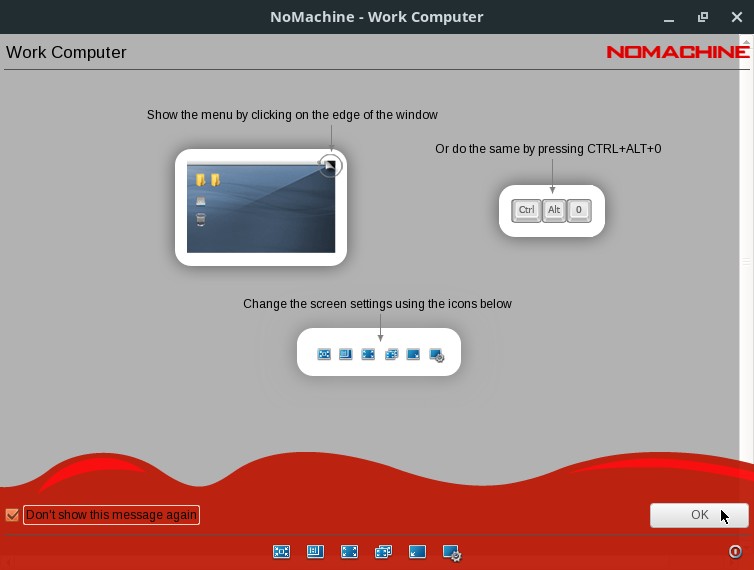 NoMachine - Work Computer
Work Computer
NOMACHINE
Show the menu by clicking on the edge of the window
Or do the same by pressing CTRL+ALT+0
Ctrl Alt 0
Change the screen settings using the icons below
Don't show this message again
OK